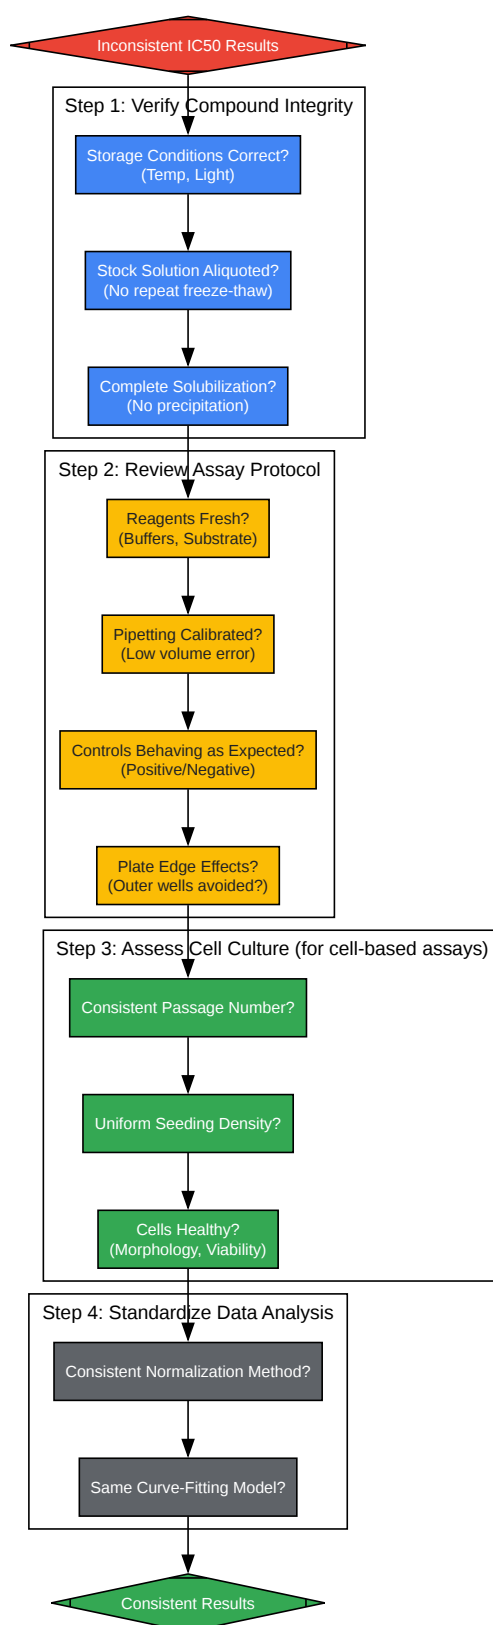 Inconsistent IC50 Results
Step 1: Verify Compound Integrity
Storage Conditions Correct?
(Temp, Light)
Stock Solution Aliquoted?
(No repeat freeze-thaw)
Complete Solubilization?
(No precipitation)
Step 2: Review Assay Protocol
Reagents Fresh?
(Buffers, Substrate)
Pipetting Calibrated?
(Low volume error)
Controls Behaving as Expected?
(Positive/Negative)
Plate Edge Effects?
(Outer wells avoided?)
Step 3: Assess Cell Culture (for cell-based assays)
Consistent Passage Number?
Uniform Seeding Density?
Cells Healthy?
(Morphology, Viability)
Step 4: Standardize Data Analysis
Consistent Normalization Method?
Same Curve-Fitting Model?
Consistent Results